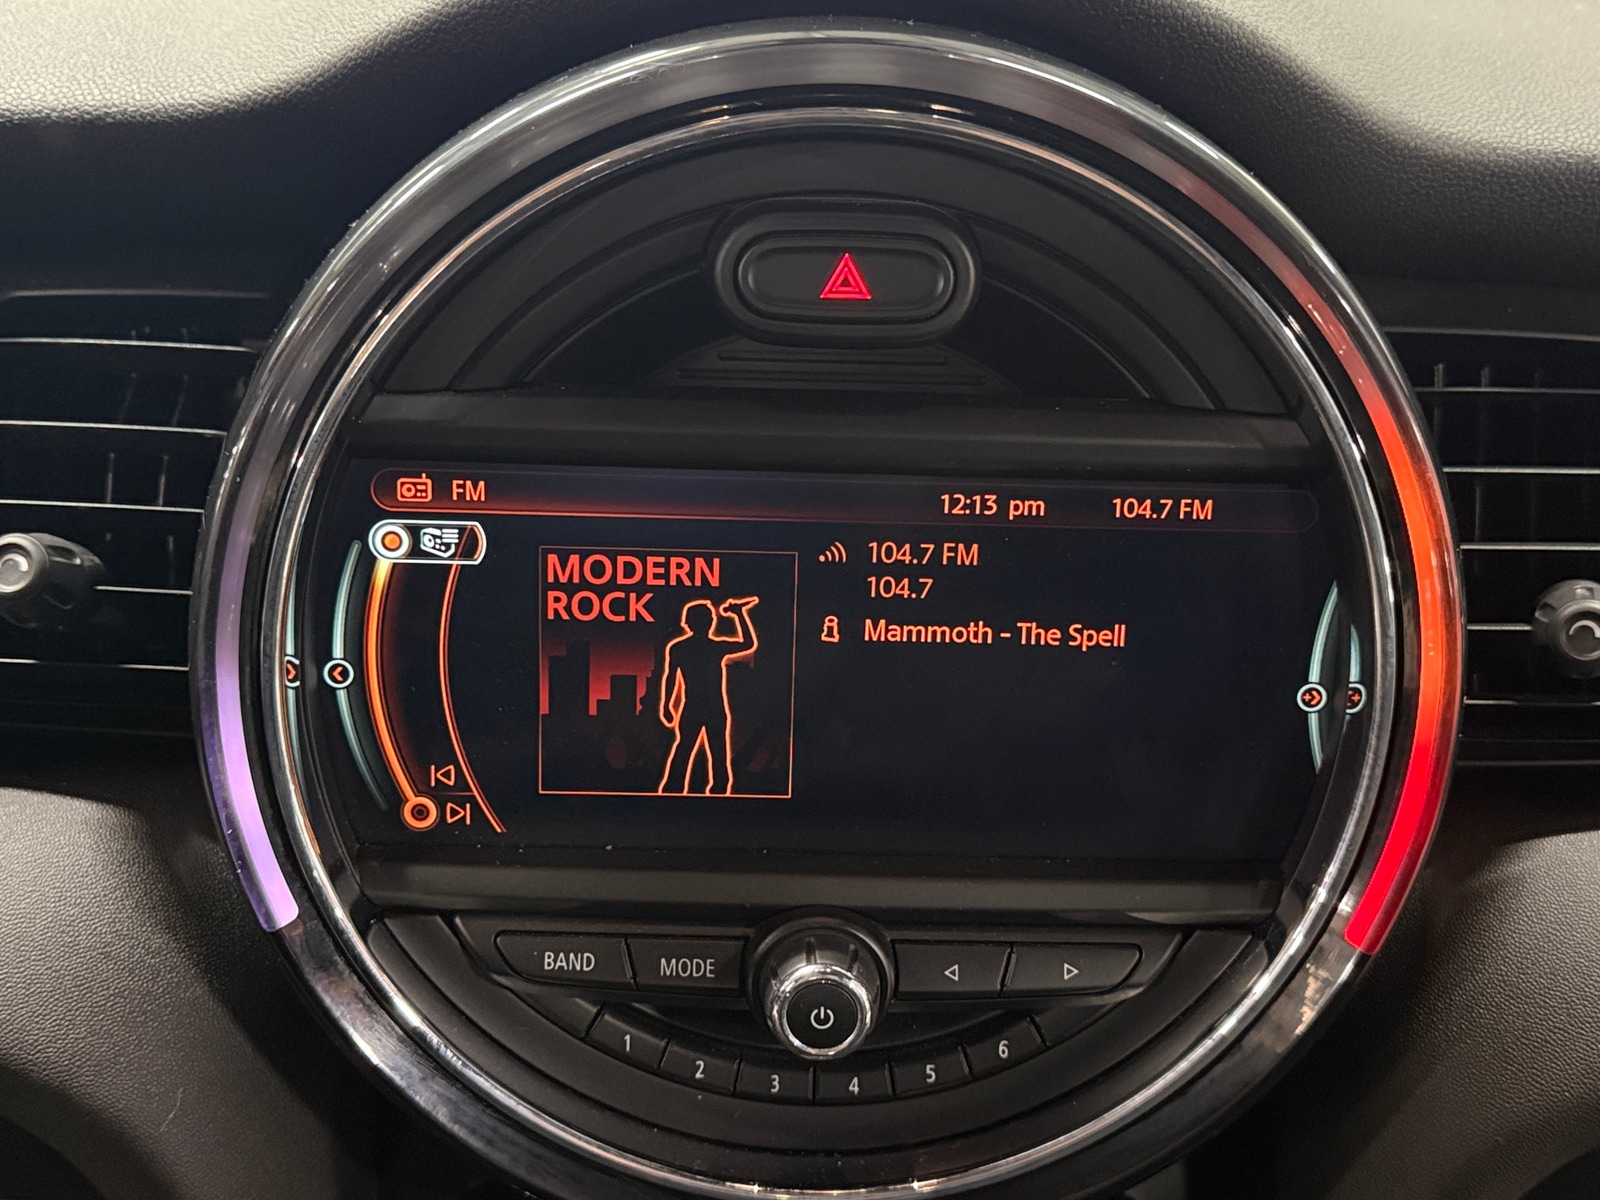 FM
12:13 pm
104.7 FM
MODERN
ROCK
104.7 FM
104.7
Mammoth - The Spell
BAND
MODE
1
2
3
4
5
6